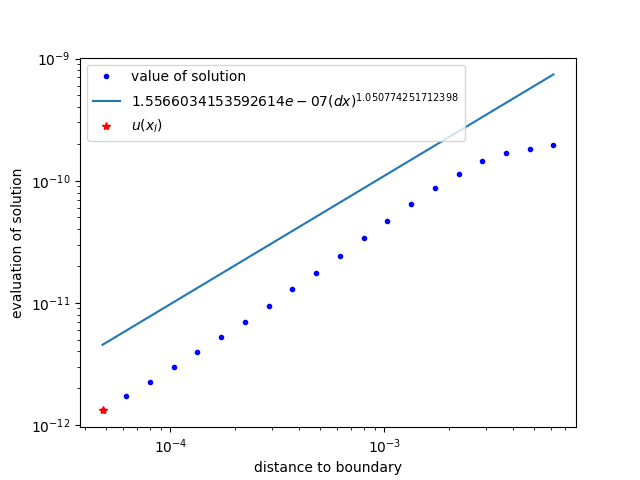 10^{-9}
value of solution
1.5566034153592614e − 07(dx)^{1.050774251712398}
u(x_l)
10^{-10}
10^{-11}
10^{-12}
evaluation of solution
10^{-4}
10^{-3}
distance to boundary